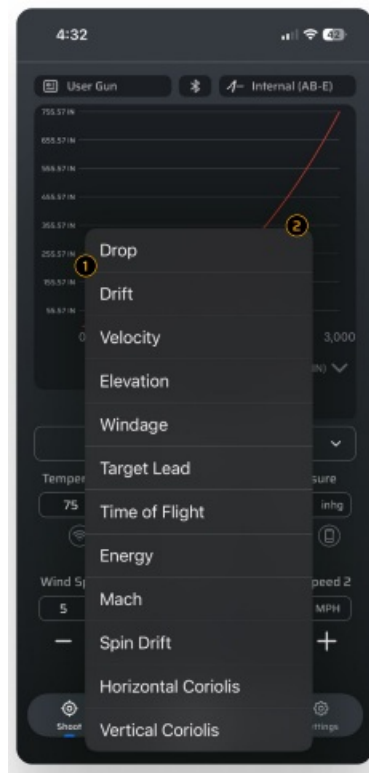 4:32
42
User Gun
Internal (AB-E)
755.57 IN
655.57 IN
555.57 IN
455.57 IN
355.57 IN
255.57 IN
155.57 IN
55.57 IN
0
3,000
IN)
1
2
Drop
Drift
Velocity
Elevation
Windage
Target Lead
Time of Flight
Energy
Mach
Spin Drift
Horizontal Coriolis
Vertical Coriolis
Temper
sure
75
inhg
Wind Sp
peed 2
5
MPH
Shoot
ttings